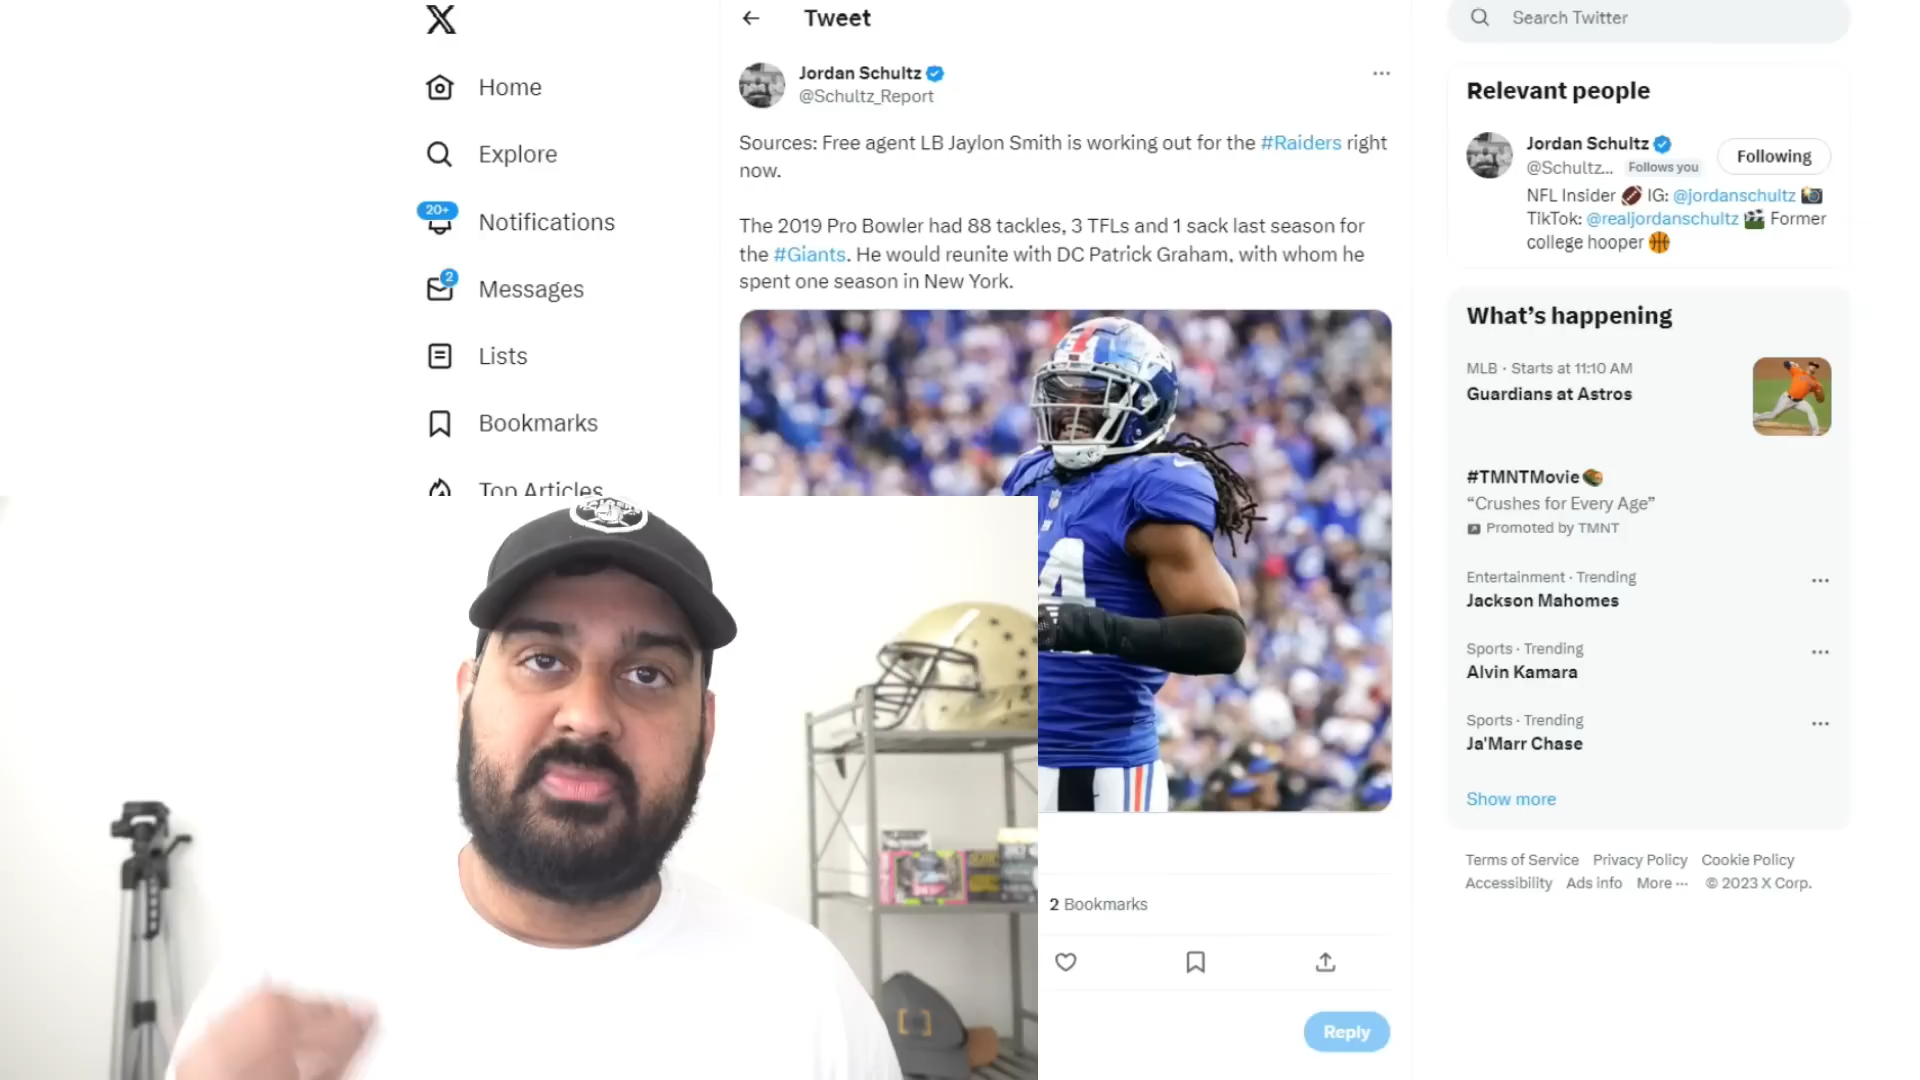 Home
Explore
20+
Notifications
2
Messages
Lists
Bookmarks
Top Articles
Tweet
Jordan Schultz
@Schultz_Report
Sources: Free agent LB Jaylon Smith is working out for the #Raiders right
now.
The 2019 Pro Bowler had 88 tackles, 3 TFLs and 1 sack last season for
the #Giants. He would reunite with DC Patrick Graham, with whom he
spent one season in New York.
2 Bookmarks
Reply
Search Twitter
Relevant people
Jordan Schultz
Following
@Schultz... Follows you
NFL Insider 🏈 IG: @jordanschultz 📸
TikTok: @realjordanschultz 🎬 Former
college hooper 🏀
What's happening
MLB · Starts at 11:10 AM
Guardians at Astros
#TMNTMovie
“Crushes for Every Age”
Promoted by TMNT
Entertainment · Trending
Jackson Mahomes
Sports · Trending
Alvin Kamara
Sports · Trending
Ja'Marr Chase
Show more
Terms of Service Privacy Policy Cookie Policy
Accessibility Ads info More ··· © 2023 X Corp.